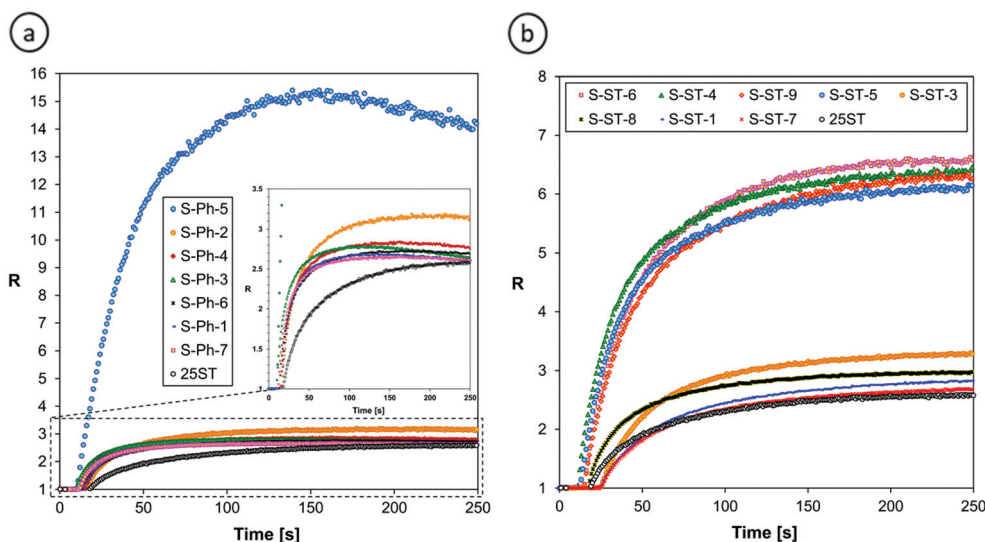 a
16
15
14
13
12
11
10
9
8
7
6
5
4
3
2
1
R
S-Ph-5
S-Ph-2
S-Ph-4
S-Ph-3
S-Ph-6
S-Ph-1
S-Ph-7
25ST
3.5
3
2.5
2
1.5
1
R
0 50 100 150 200 250
Time [s]
0 50 100 150 200 250
Time [s]
b
8
7
6
5
4
3
2
1
R
S-ST-6 S-ST-4 S-ST-9 S-ST-5 S-ST-3
S-ST-8 S-ST-1 S-ST-7 25ST
0 50 100 150 200 250
Time [s]